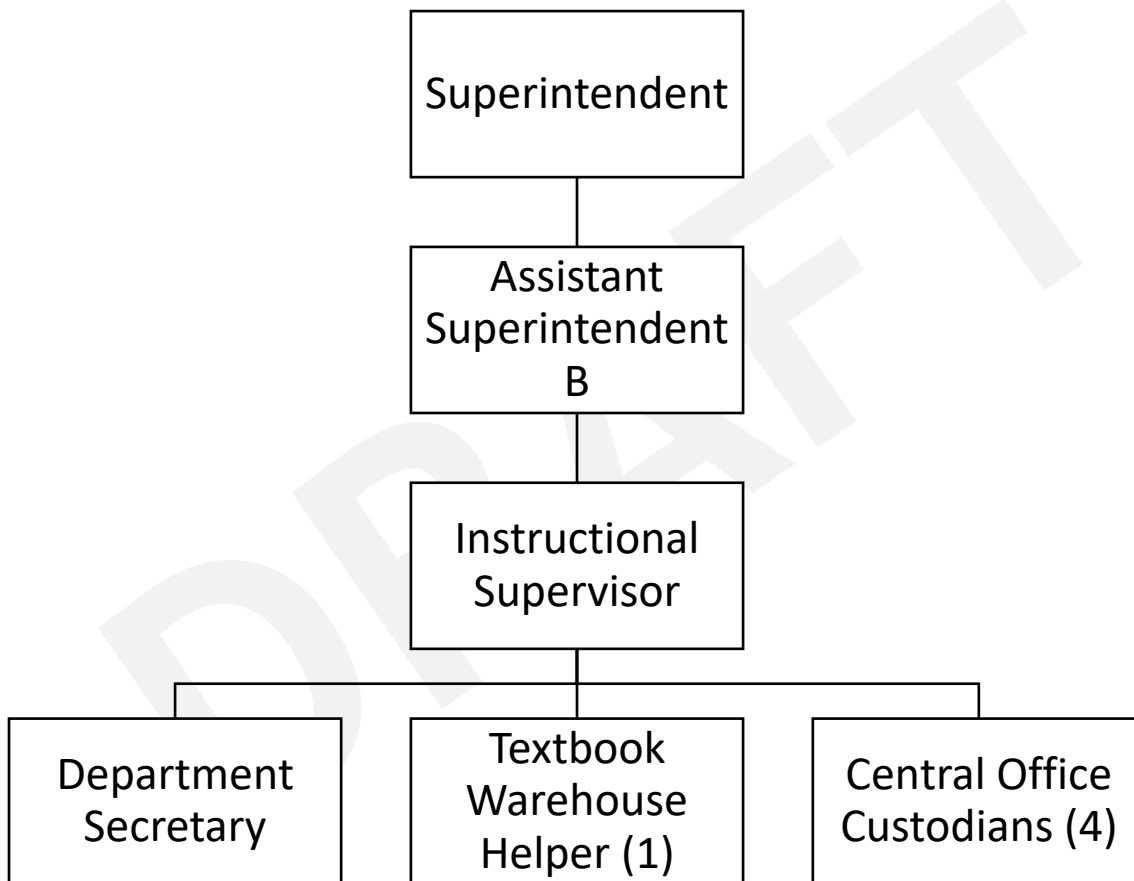 Superintendent
Assistant
Superintendent
B
Instructional
Supervisor
Department
Secretary
Textbook
Warehouse
Helper (1)
Central Office
Custodians (4)
DRAFT